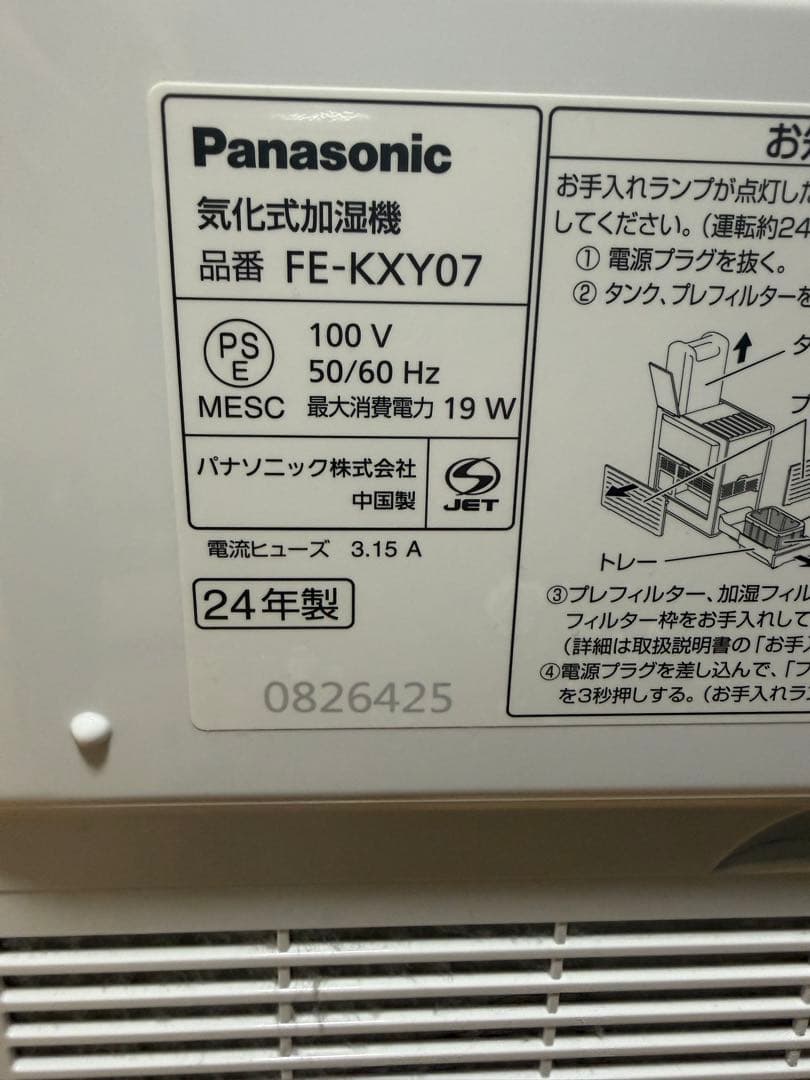 Panasonic
気化式加湿機
品番 FE-KXY07
PS
E
MESC
100 V
50/60 Hz
最大消費電力 19 W
パナソニック株式会社
中国製
S
JET
電流ヒューズ 3.15 A
24年製
0826425
お
お手入れランプが点灯した
してください。(運転約24
① 電源プラグを抜く。
② タンク、プレフィルターを
タ
プ
トレー
③プレフィルター、加湿フィル
フィルター枠をお手入れして
(詳細は取扱説明書の「お手入
④電源プラグを差し込んで、「フ
を3秒押しする。(お手入れラ